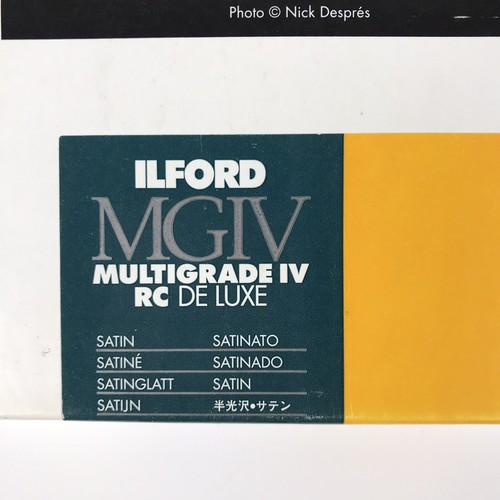 Photo © Nick Després
ILFORD
MGIV
MULTIGRADE IV
RC DE LUXE
SATIN SATINATO
SATINÉ SATINADO
SATINGLATT SATIN
SATIJN 半光沢•サテン